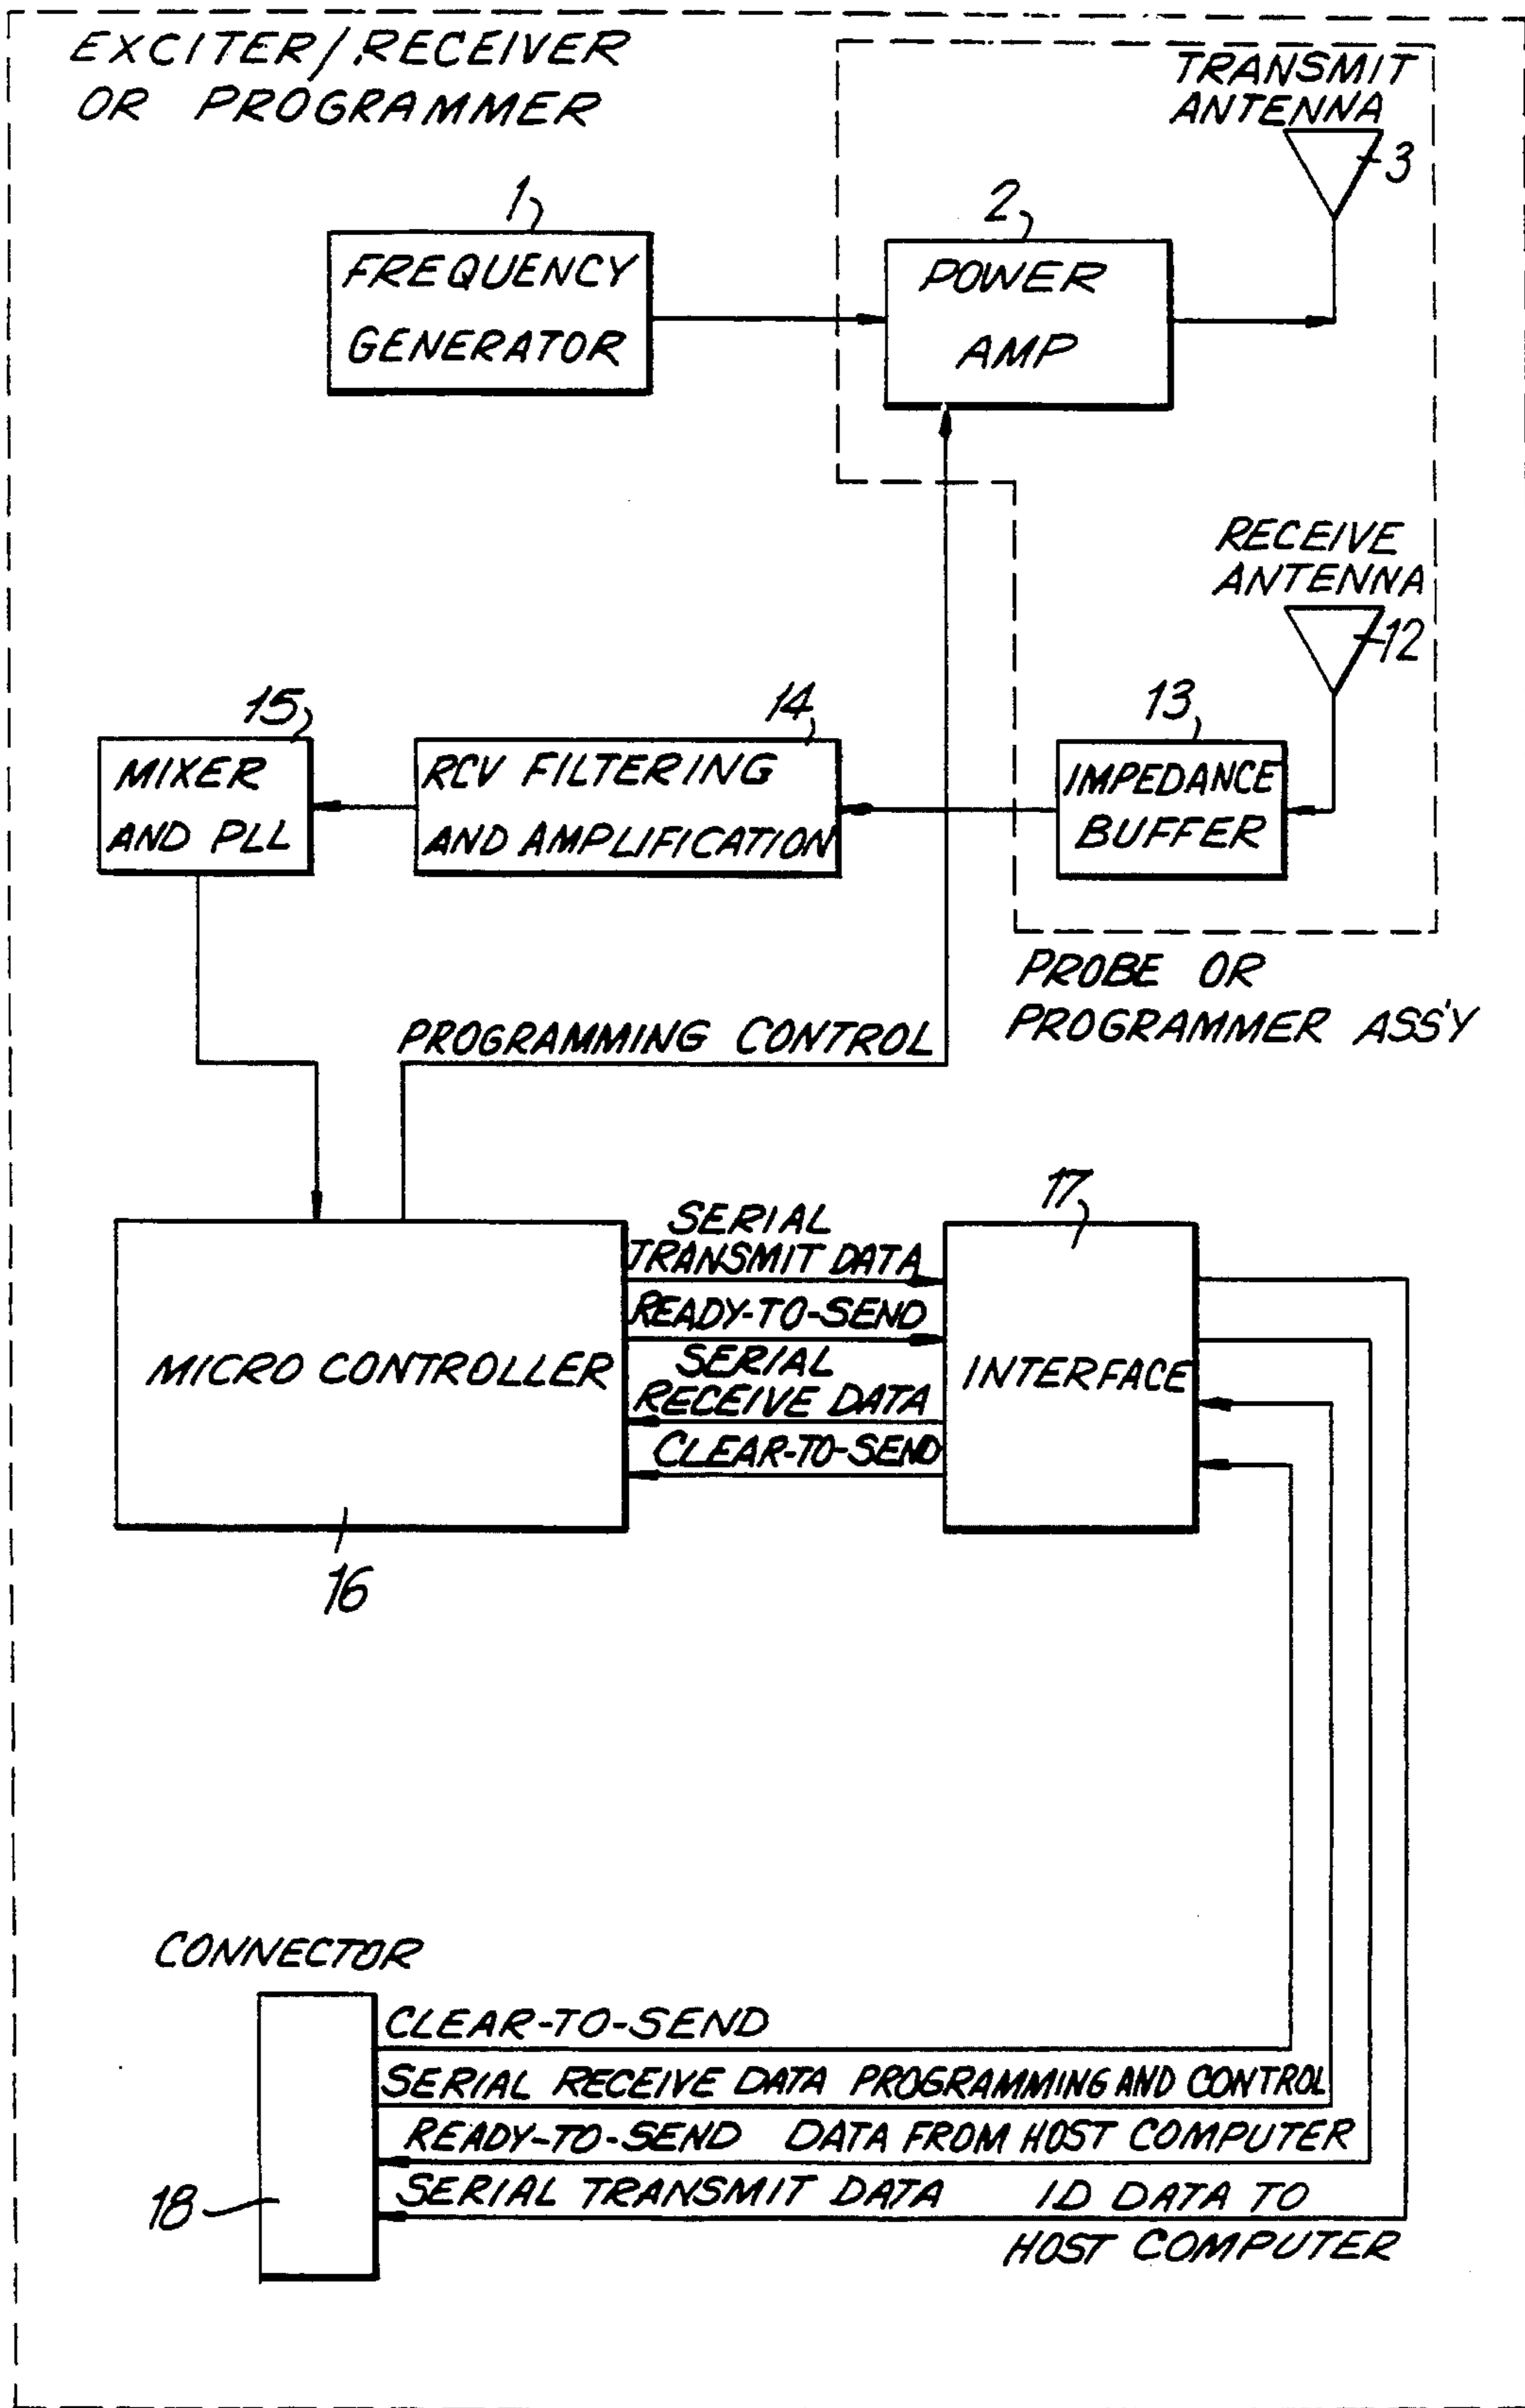 EXCITER/RECEIVER
OR PROGRAMMER
TRANSMIT
ANTENNA
3
1
FREQUENCY
GENERATOR
2
POWER
AMP
RECEIVE
ANTENNA
12
15
MIXER
AND PLL
14
RCV FILTERING
AND AMPLIFICATION
13
IMPEDANCE
BUFFER
PROBE OR
PROGRAMMER ASS'Y
PROGRAMMING CONTROL
MICRO CONTROLLER
16
SERIAL
TRANSMIT DATA
READY-TO-SEND
SERIAL
RECEIVE DATA
CLEAR-TO-SEND
17
INTERFACE
CONNECTOR
18
CLEAR-TO-SEND
SERIAL RECEIVE DATA PROGRAMMING AND CONTROL
READY-TO-SEND DATA FROM HOST COMPUTER
SERIAL TRANSMIT DATA ID DATA TO
HOST COMPUTER